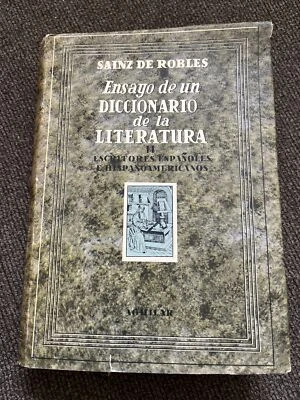 SAINZ DE ROBLES
Ensayo de un
DICCIONARIO
de la
LITERATURA
II
ESCRITORES ESPAÑOLES
E HISPANOAMERICANOS
AGUILAR